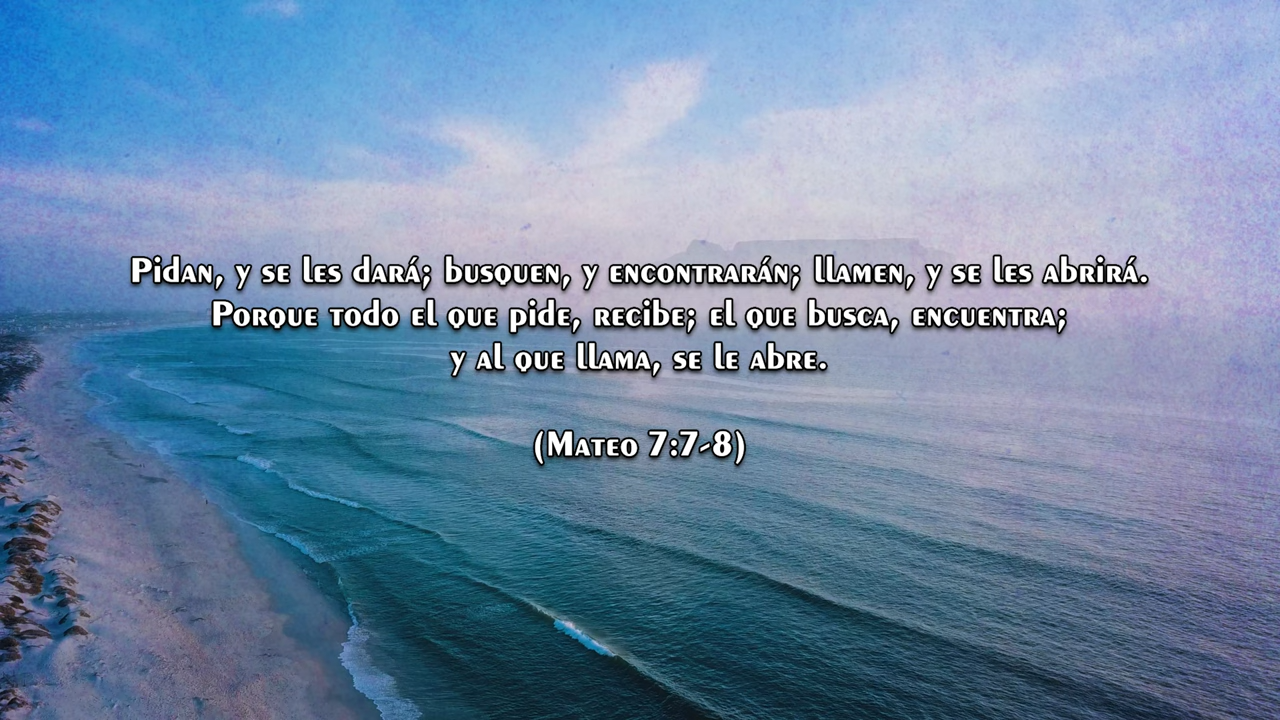 Pidan, y se les dará; busquen, y encontrarán; llamen, y se les abrirá.
Porque todo el que pide, recibe; el que busca, encuentra;
y al que llama, se le abre.
(Mateo 7:7-8)